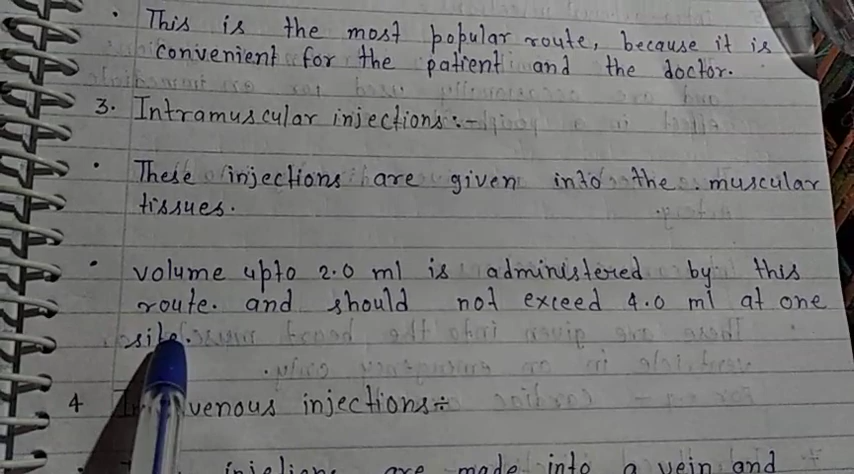 • This is the most popular route, because it is
convenient for the patient and the doctor.
3. Intramuscular injections:-
• These injections are given into the muscular
tissues.
• volume upto 2.0 ml is administered by this
route. and should not exceed 4.0 ml at one
site.
4 venous injections÷
are made into a vein and